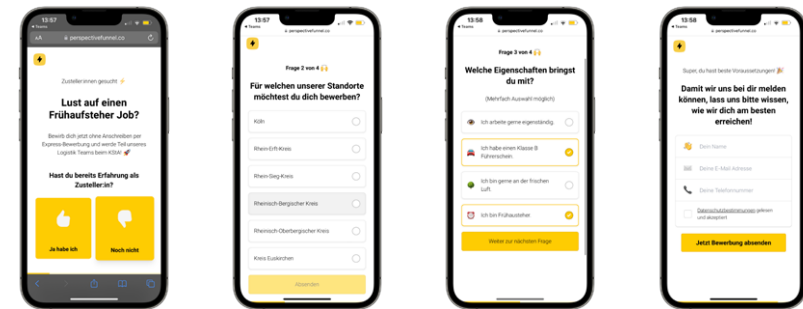 13:57
Teams
AA
perspectivefunnel.co
Zusteller:innen gesucht
Lust auf einen
Frühaufsteher Job?
Bewirb dich jetzt ohne Anschreiben per
Express-Bewerbung und werde Teil unseres
Logistik Teams beim KStA!
Hast du bereits Erfahrung als
Zusteller:in?
Ja habe ich
Noch nicht
13:57
Teams
perspectivefunnel.co
Frage 2 von 4
Für welchen unserer Standorte
möchtest du dich bewerben?
Köln
Rhein-Erft-Kreis
Rhein-Sieg-Kreis
Rheinisch-Bergischer Kreis
Rheinisch-Oberbergischer Kreis
Kreis Euskirchen
Absenden
13:58
Teams
perspectivefunnel.co
Frage 3 von 4
Welche Eigenschaften bringst
du mit?
(Mehrfach Auswahl möglich)
Ich arbeite gerne eigenständig.
Ich habe einen Klasse B
Führerschein.
Ich bin gerne an der frischen
Luft.
Ich bin Frühaufsteher.
Weiter zur nächsten Frage
13:58
Teams
perspectivefunnel.co
Super, du hast beste Voraussetzungen!
Damit wir uns bei dir melden
können, lass uns bitte wissen,
wie wir dich am besten
erreichen!
Dein Name
Deine E-Mail Adresse
Deine Telefonnummer
Datenschutzbestimmungen gelesen
und akzeptiert
Jetzt Bewerbung absenden